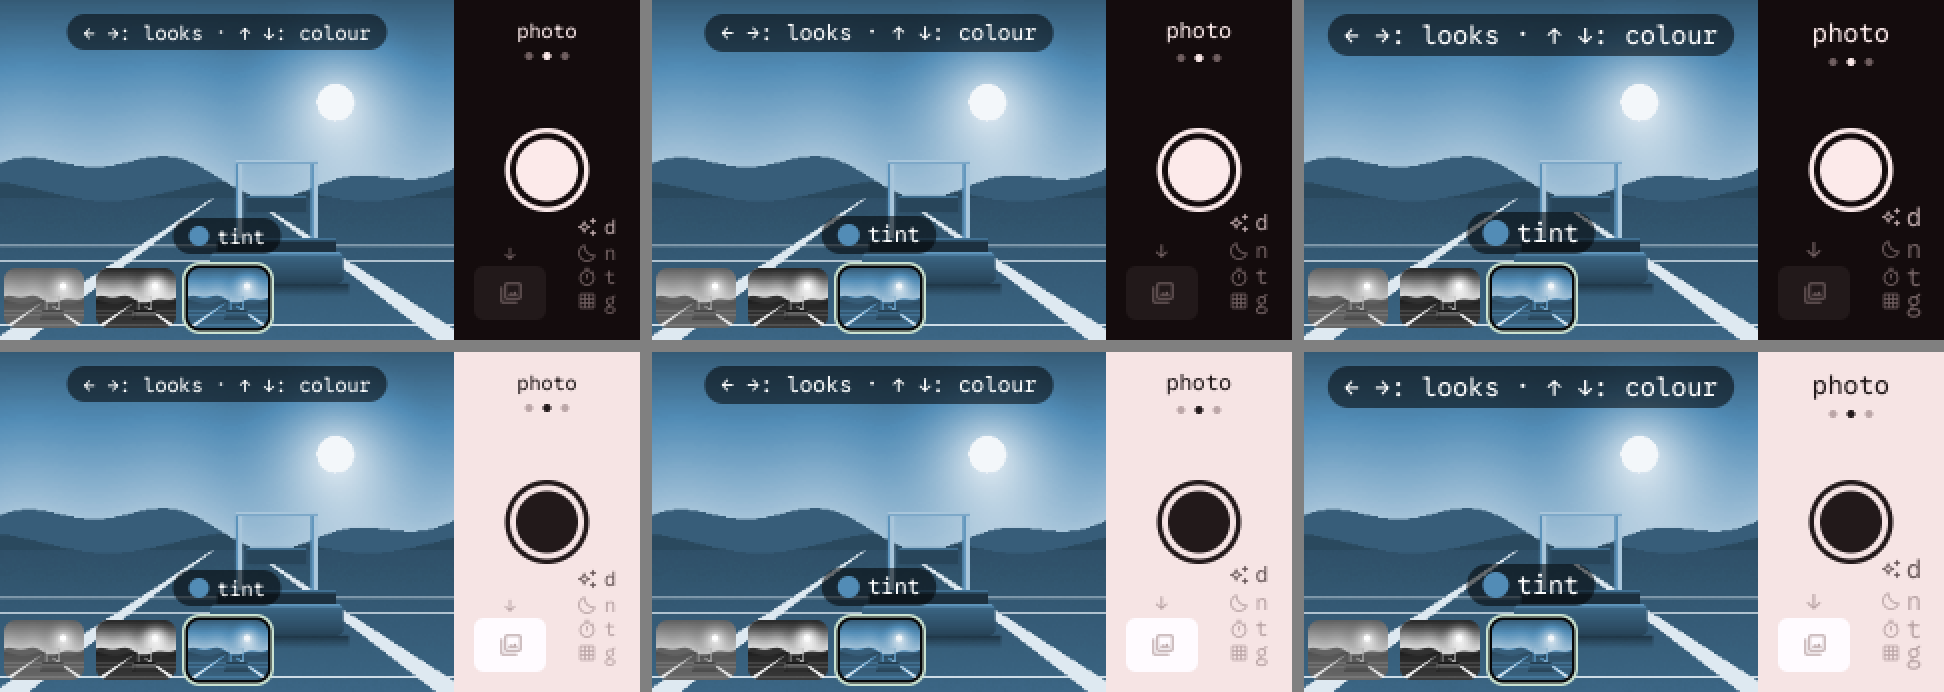 ← →: looks · ↑ ↓: colour
photo
tint
d
↓ n
t
g
← →: looks · ↑ ↓: colour
photo
tint
d
↓ n
t
g
← →: looks · ↑ ↓: colour
photo
tint
d
↓ n
t
g
← →: looks · ↑ ↓: colour
photo
tint
d
↓ n
t
g
← →: looks · ↑ ↓: colour
photo
tint
d
↓ n
t
g
← →: looks · ↑ ↓: colour
photo
tint
d
↓ n
t
g